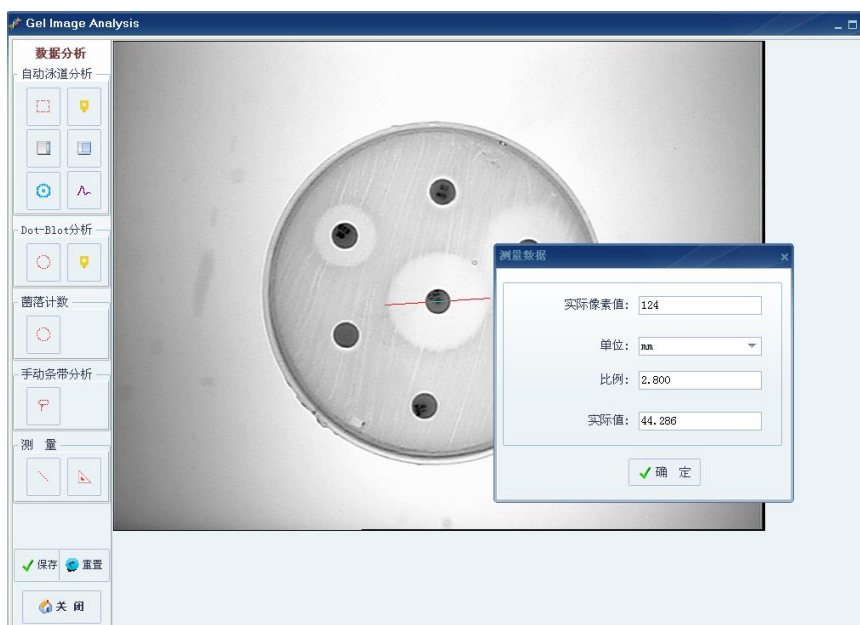 Gel Image Analysis
数据分析
自动泳道分析
Dot-Blot分析
菌落计数
手动条带分析
测 量
保存
重置
关 闭
测量数据
实际像素值: 124
单位: mm
比例: 2.800
实际值: 44.286
确 定